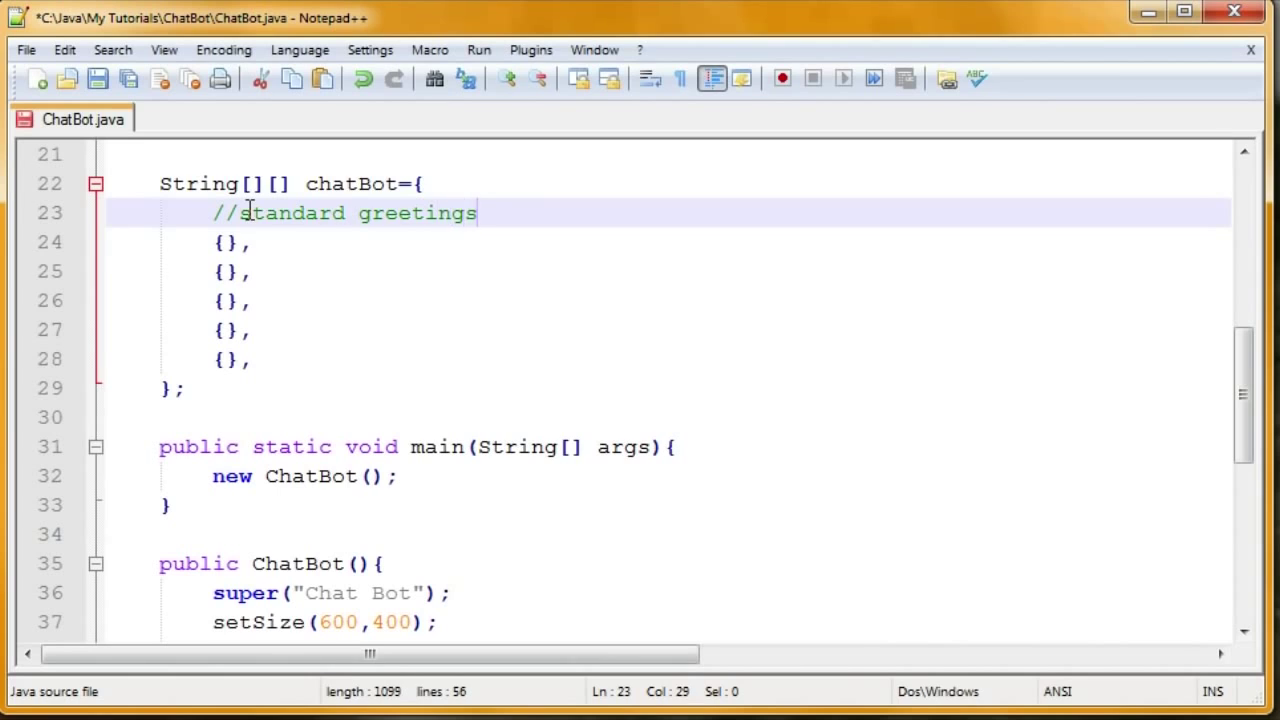 *C:\Java\My Tutorials\ChatBot\ChatBot.java - Notepad++
File Edit Search View Encoding Language Settings Macro Run Plugins Window ? X
ABC
ChatBot.java
21
22 String[][] chatBot={
23 //standard greetings
24 {},
25 {},
26 {},
27 {},
28 {},
29 };
30
31 public static void main(String[] args){
32 new ChatBot();
33 }
34
35 public ChatBot(){
36 super("Chat Bot");
37 setSize(600,400);
Java source file length : 1099 lines : 56 Ln : 23 Col : 29 Sel : 0 Dos\Windows ANSI INS